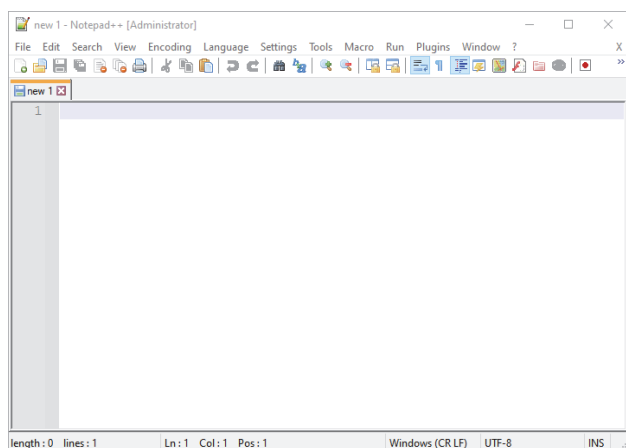 new 1 - Notepad++ [Administrator]
File Edit Search View Encoding Language Settings Tools Macro Run Plugins Window ? X
new 1
1
length : 0 lines : 1 Ln : 1 Col : 1 Pos : 1 Windows (CR LF) UTF-8 INS